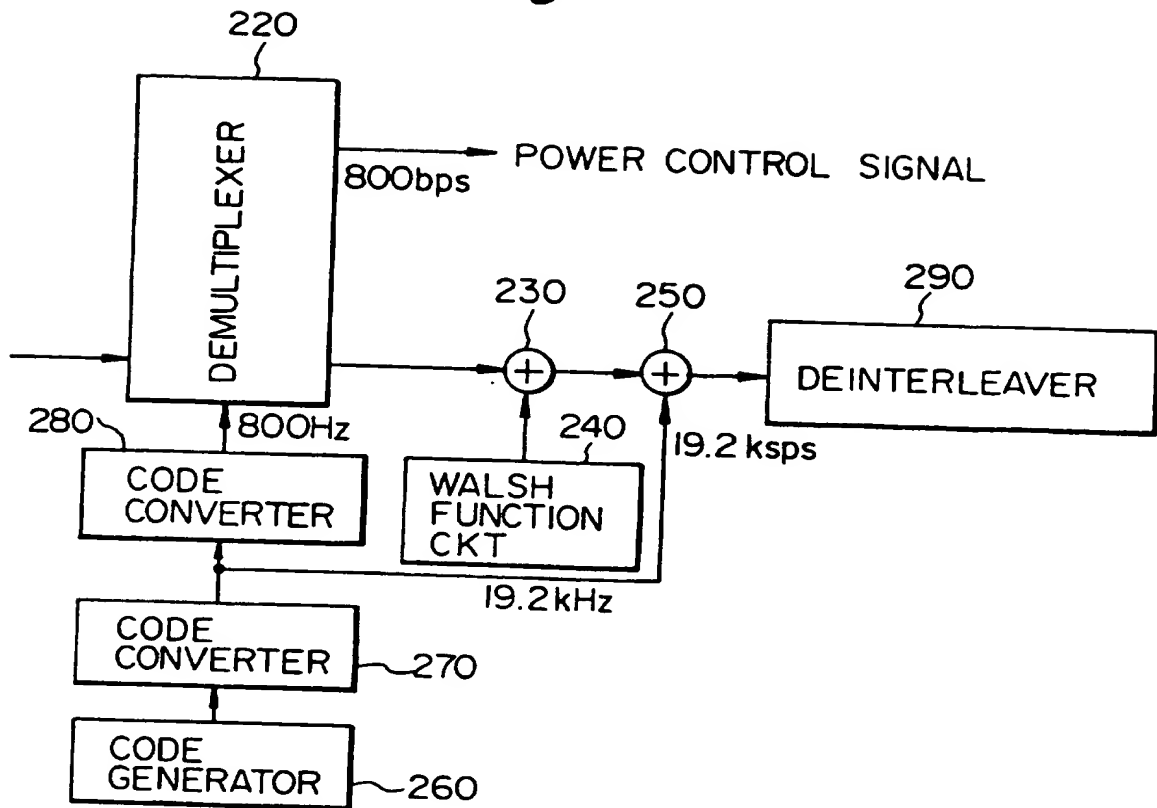 220
DEMULTIPLEXER
800bps
POWER CONTROL SIGNAL
230
250
290
DEINTERLEAVER
280
800Hz
CODE
CONVERTER
240
19.2 ksps
WALSH
FUNCTION
CKT
19.2kHz
CODE
CONVERTER
270
CODE
GENERATOR
260